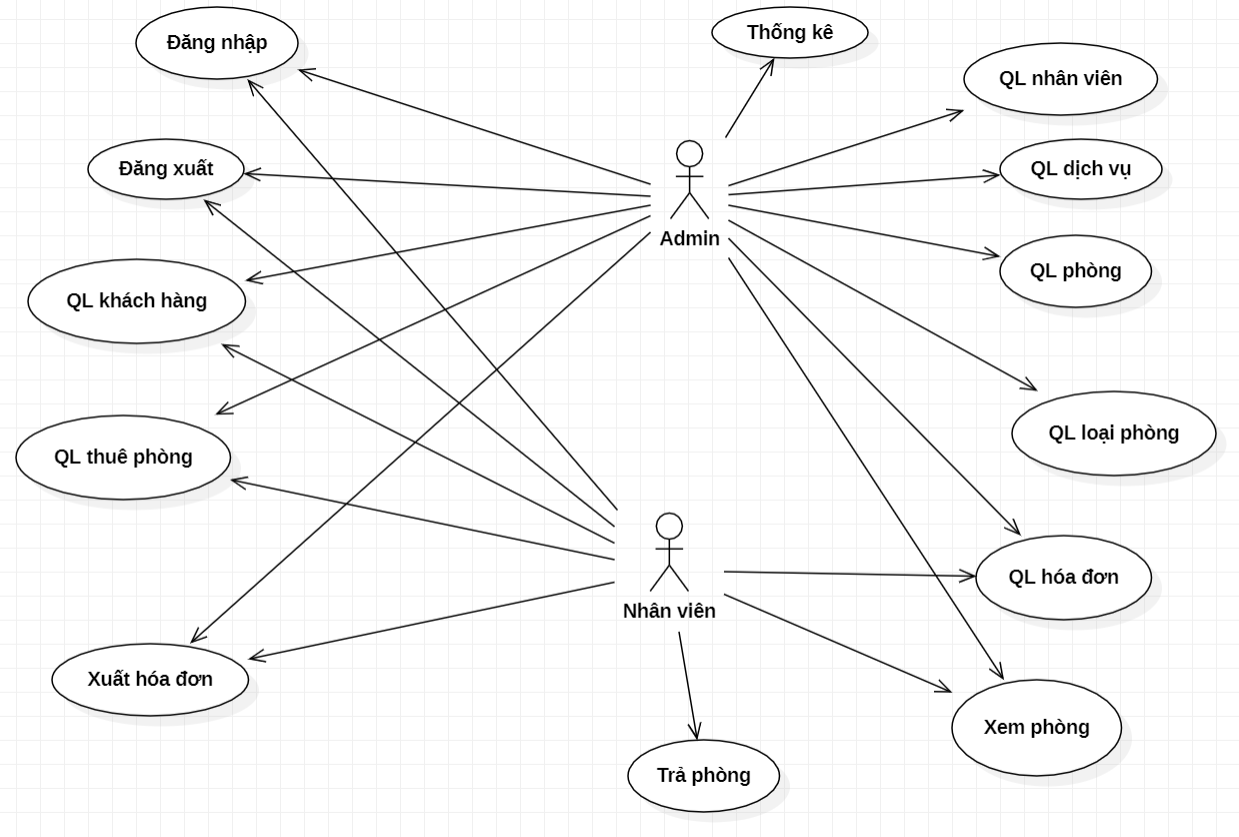 Đăng nhập
Thống kê
QL nhân viên
Đăng xuất
QL dịch vụ
Admin
QL phòng
QL khách hàng
QL loại phòng
QL thuê phòng
QL hóa đơn
Nhân viên
Xuất hóa đơn
Xem phòng
Trả phòng